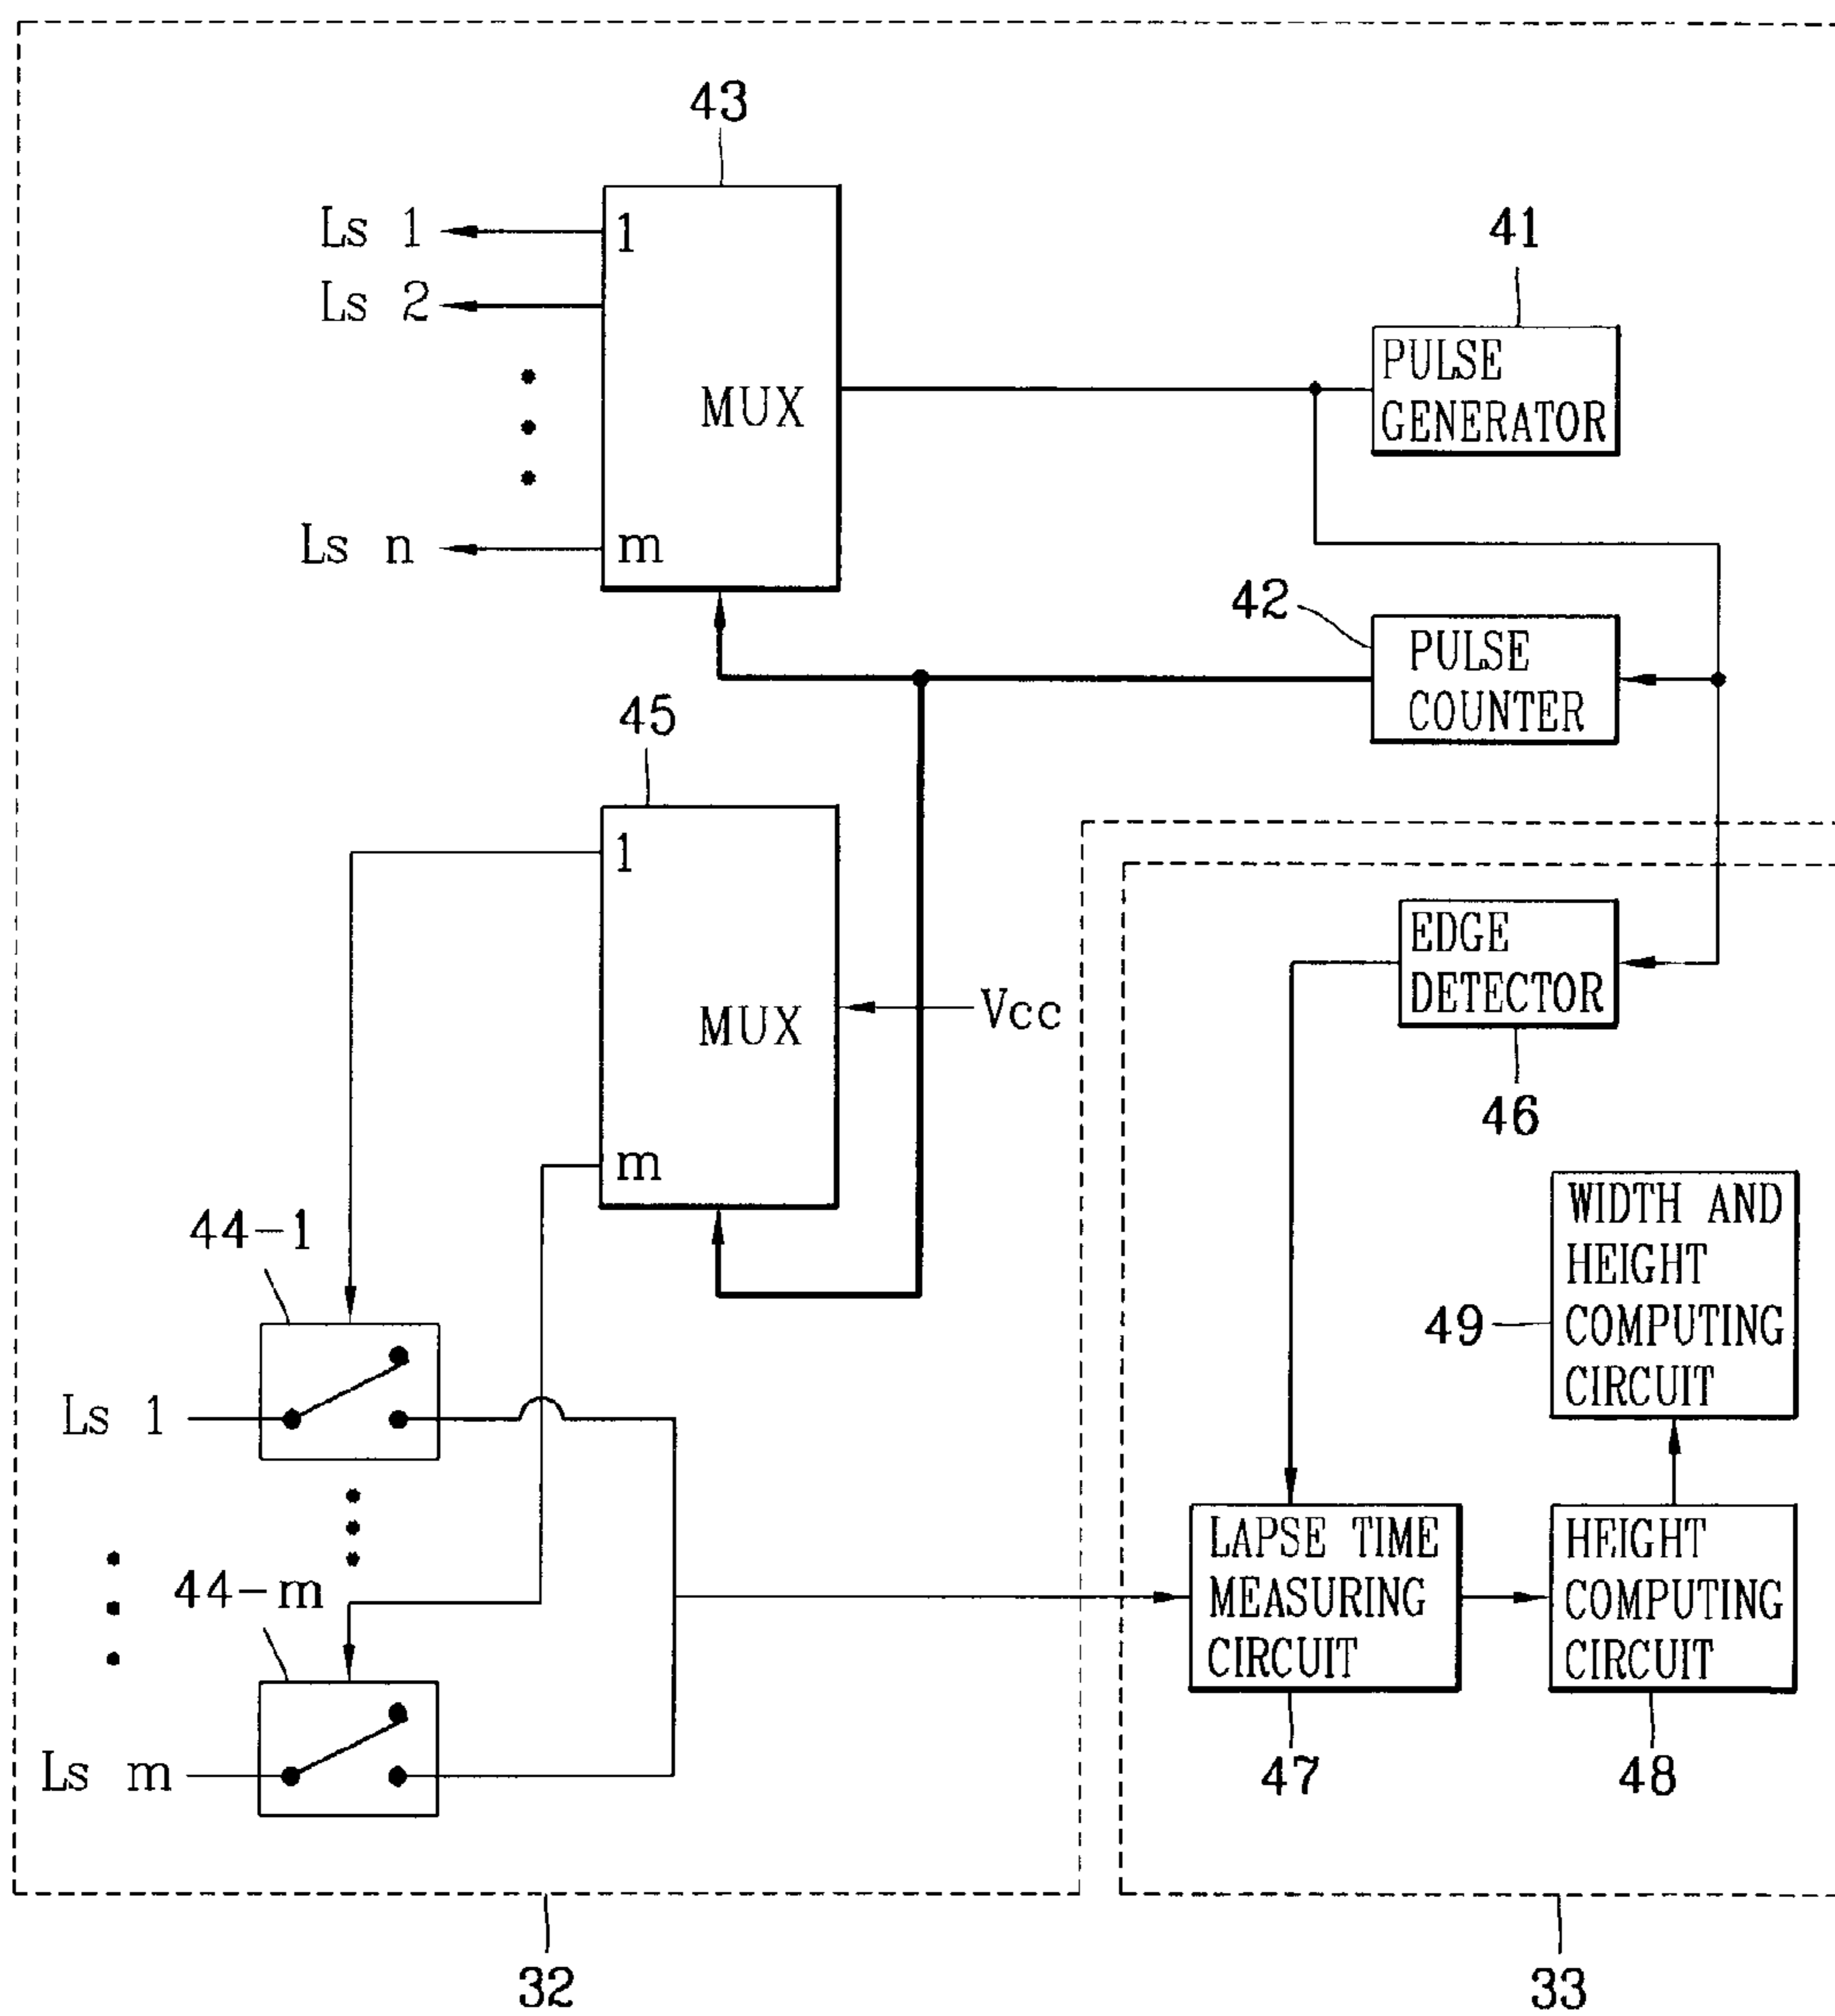 43
Ls 1
1
41
Ls 2
PULSE
GENERATOR
MUX
Ls n
m
42
PULSE
COUNTER
45
1
EDGE
DETECTOR
MUX
Vcc
46
m
WIDTH AND
HEIGHT
COMPUTING
CIRCUIT
49
44-1
Ls 1
LAPSE TIME
MEASURING
CIRCUIT
HEIGHT
COMPUTING
CIRCUIT
44-m
Ls m
47
48
32
33